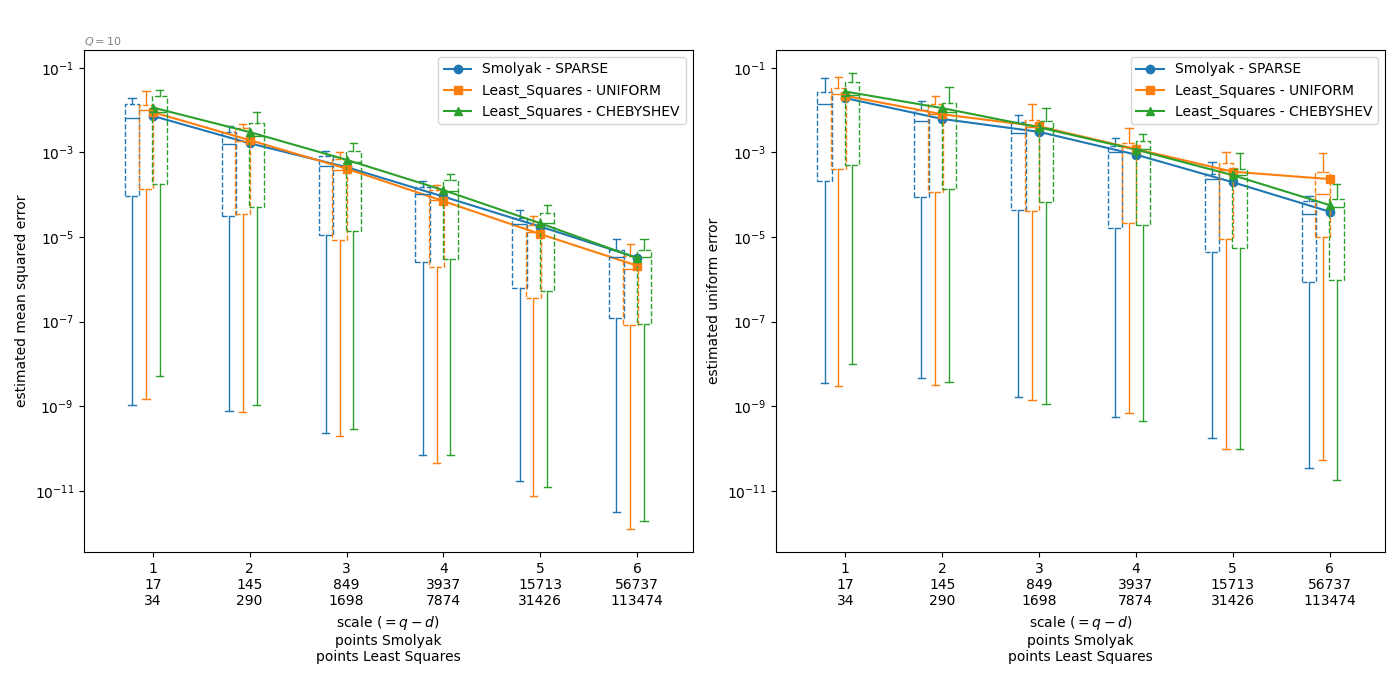 Q = 10
Smolyak - SPARSE
Least_Squares - UNIFORM
Least_Squares - CHEBYSHEV
estimated mean squared error
10⁻¹
10⁻³
10⁻⁵
10⁻⁷
10⁻⁹
10⁻¹¹
1 2 3 4 5 6
17 145 849 3937 15713 56737
34 290 1698 7874 31426 113474
scale (= q − d)
points Smolyak
points Least Squares
Smolyak - SPARSE
Least_Squares - UNIFORM
Least_Squares - CHEBYSHEV
estimated uniform error
10⁻¹
10⁻³
10⁻⁵
10⁻⁷
10⁻⁹
10⁻¹¹
1 2 3 4 5 6
17 145 849 3937 15713 56737
34 290 1698 7874 31426 113474
scale (= q − d)
points Smolyak
points Least Squares